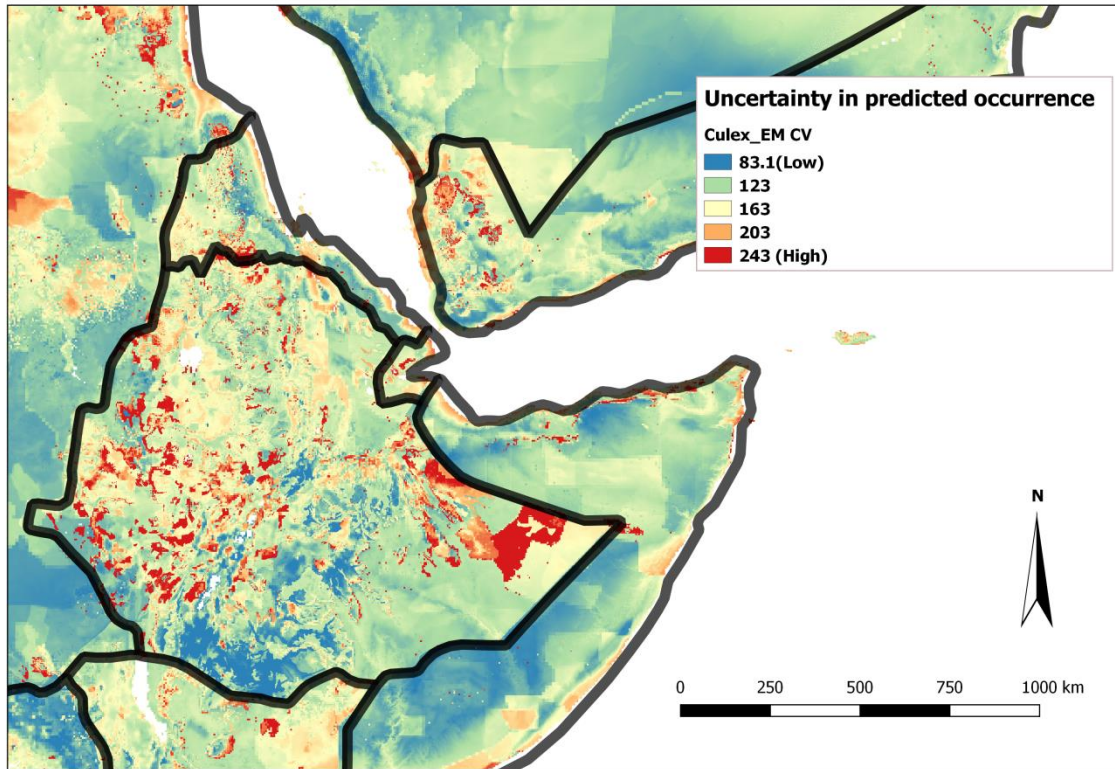 Uncertainty in predicted occurrence
Culex_EM CV
83.1(Low)
123
163
203
243 (High)
N
0 250 500 750 1000 km